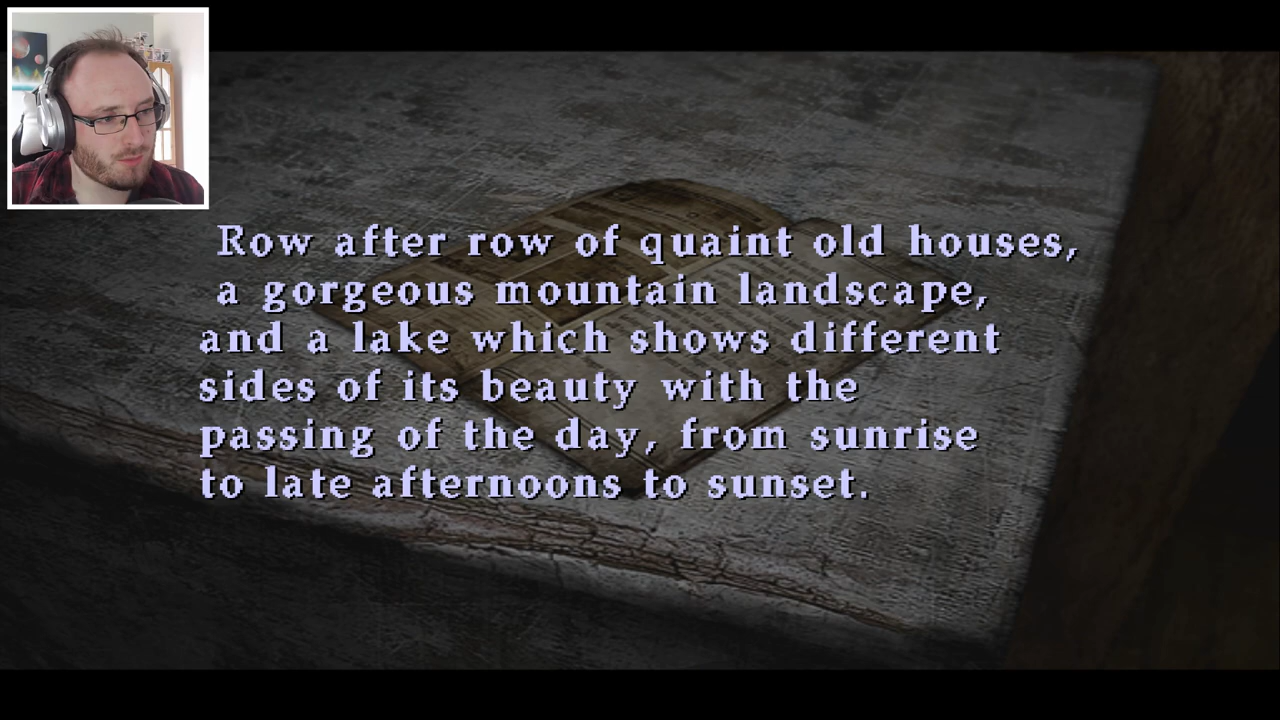 Row after row of quaint old houses,
a gorgeous mountain landscape,
and a lake which shows different
sides of its beauty with the
passing of the day, from sunrise
to late afternoons to sunset.